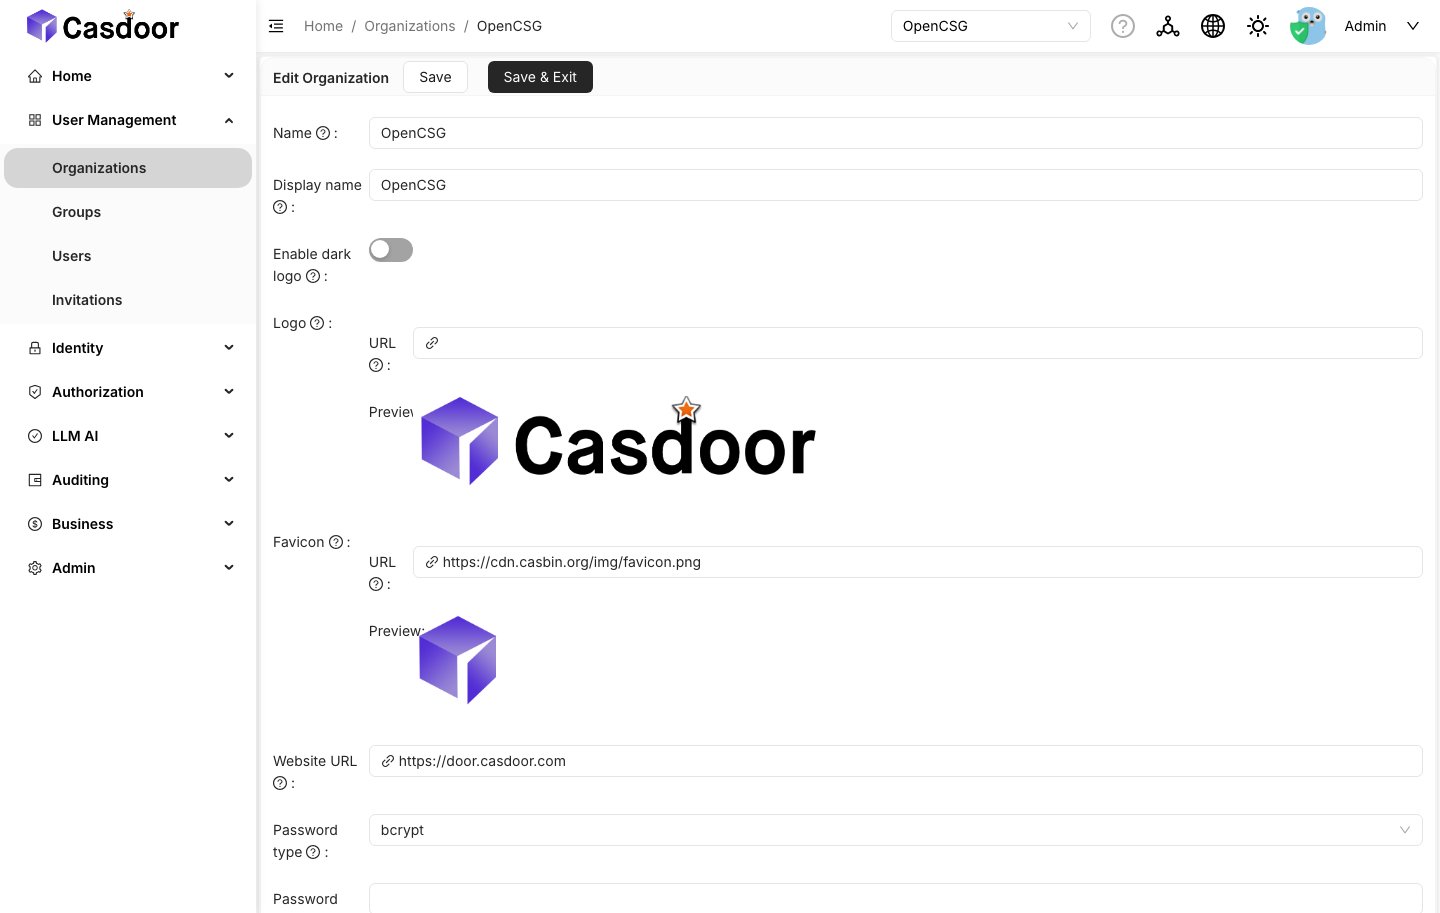 Casdoor
Home / Organizations / OpenCSG
OpenCSG
Admin
Home
User Management
Organizations
Groups
Users
Invitations
Identity
Authorization
LLM AI
Auditing
Business
Admin
Edit Organization Save Save & Exit
Name ? :
OpenCSG
Display name
? :
OpenCSG
Enable dark
logo ? :
Logo ? :
URL
? :
Preview
Casdoor
Favicon ? :
URL
? :
https://cdn.casbin.org/img/favicon.png
Preview:
Website URL
? :
https://door.casdoor.com
Password
type ? :
bcrypt
Password